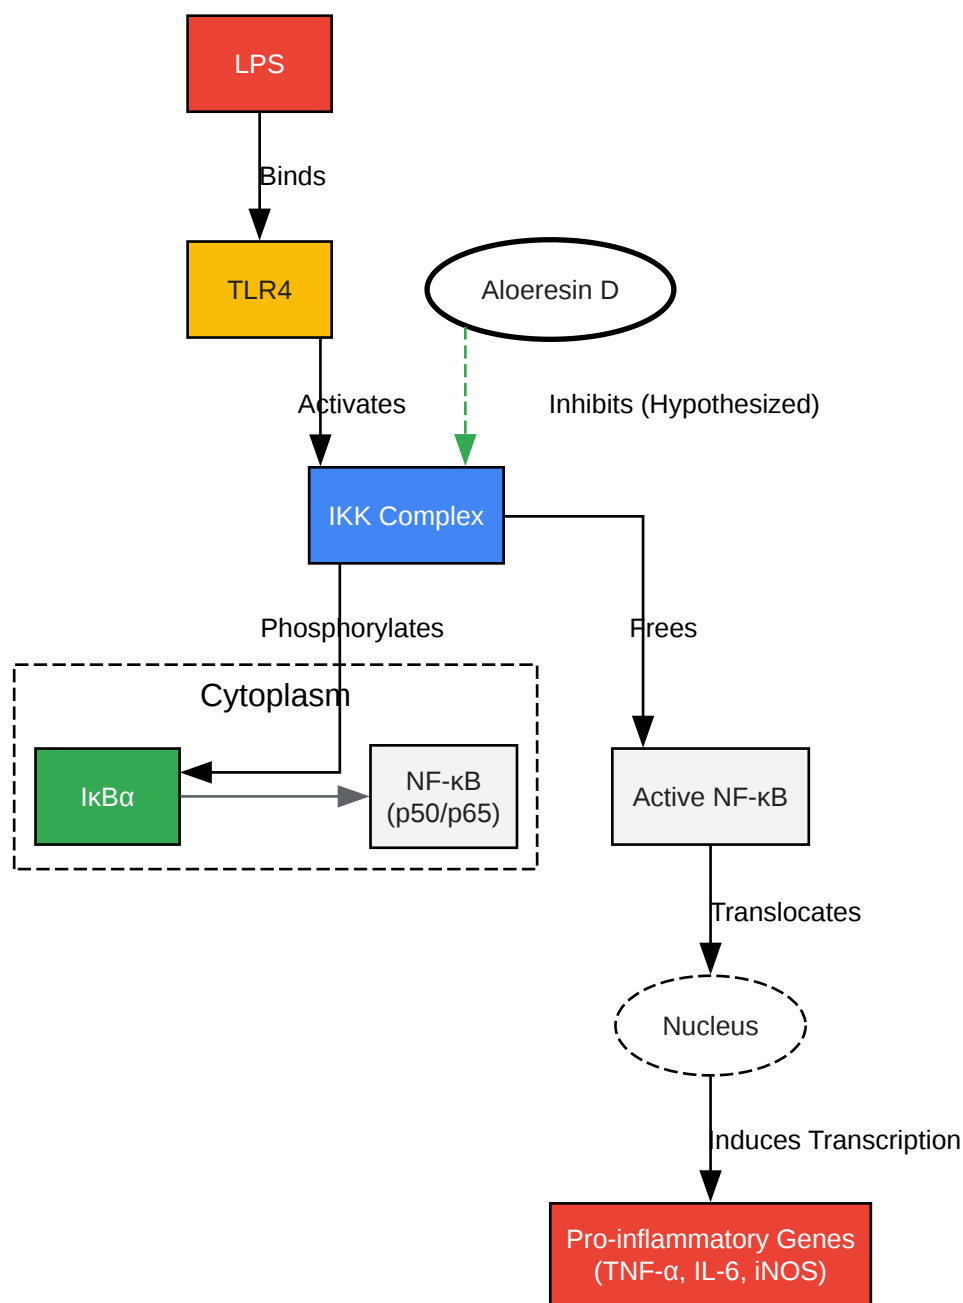 LPS
Binds
TLR4
Aloeresin D
Activates
Inhibits (Hypothesized)
IKK Complex
Phosphorylates
Frees
Cytoplasm
IκBα
NF-κB
(p50/p65)
Active NF-κB
Translocates
Nucleus
Induces Transcription
Pro-inflammatory Genes
(TNF-α, IL-6, iNOS)